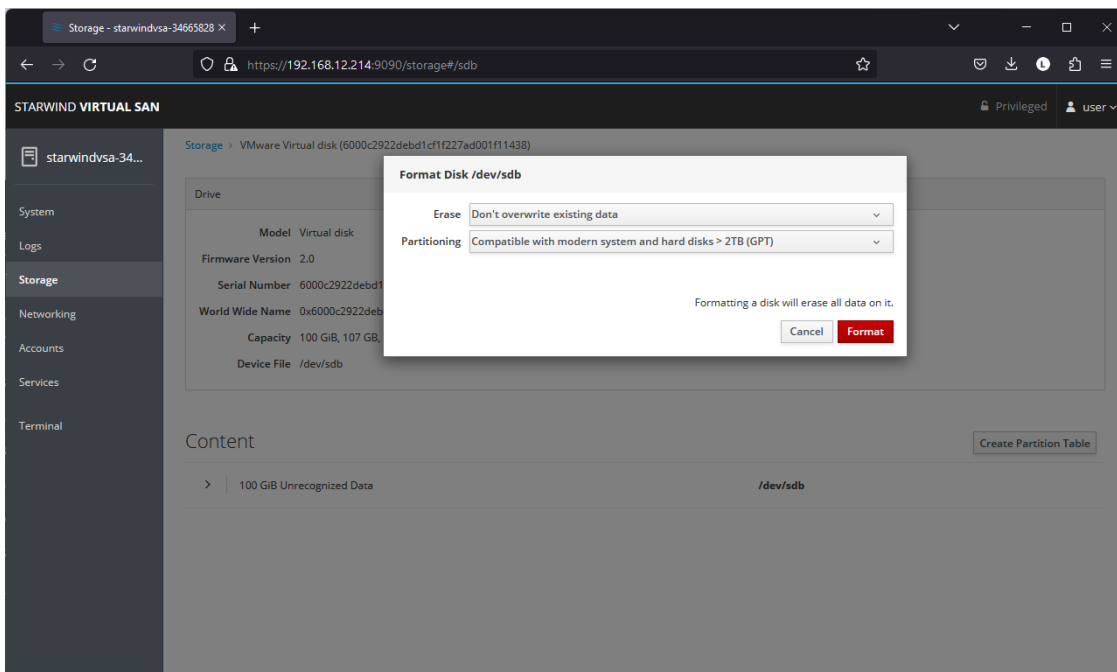 Storage - starwindvsa-34665828
https://192.168.12.214:9090/storage#/sdb
L
STARWIND VIRTUAL SAN
Privileged
user
starwindvsa-34...
System
Logs
Storage
Networking
Accounts
Services
Terminal
Storage > VMware Virtual disk (6000c2922debd1cf1f227ad001f11438)
Drive
Model Virtual disk
Firmware Version 2.0
Serial Number 6000c2922debd1
World Wide Name 0x6000c2922deb
Capacity 100 GiB, 107 GB,
Device File /dev/sdb
Format Disk /dev/sdb
Erase Don't overwrite existing data
Partitioning Compatible with modern system and hard disks > 2TB (GPT)
Formatting a disk will erase all data on it.
Cancel Format
Content
Create Partition Table
100 GiB Unrecognized Data /dev/sdb